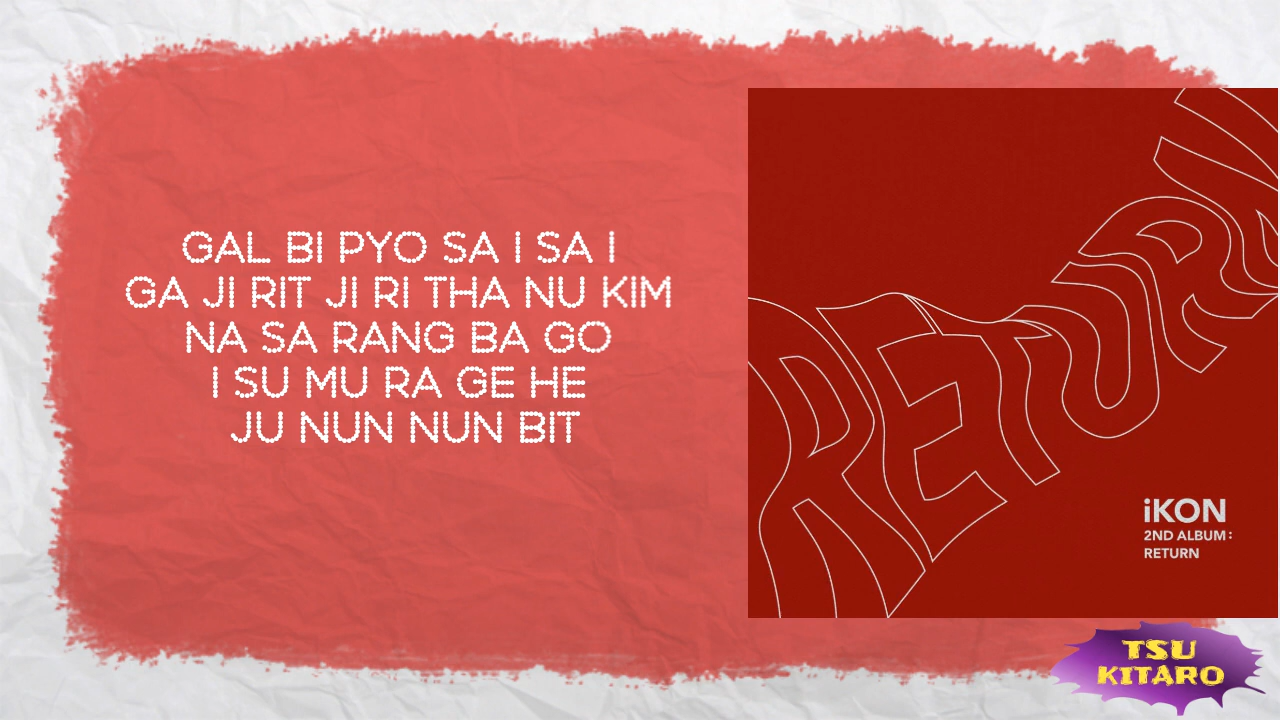 GAL BI PYO SA I SA I
GA JI RIT JI RI THA NU KIM
NA SA RANG BA GO
I SU MU RA GE HE
JU NUN NUN BIT
RETURN
iKON
2ND ALBUM:
RETURN
TSU
KITARO